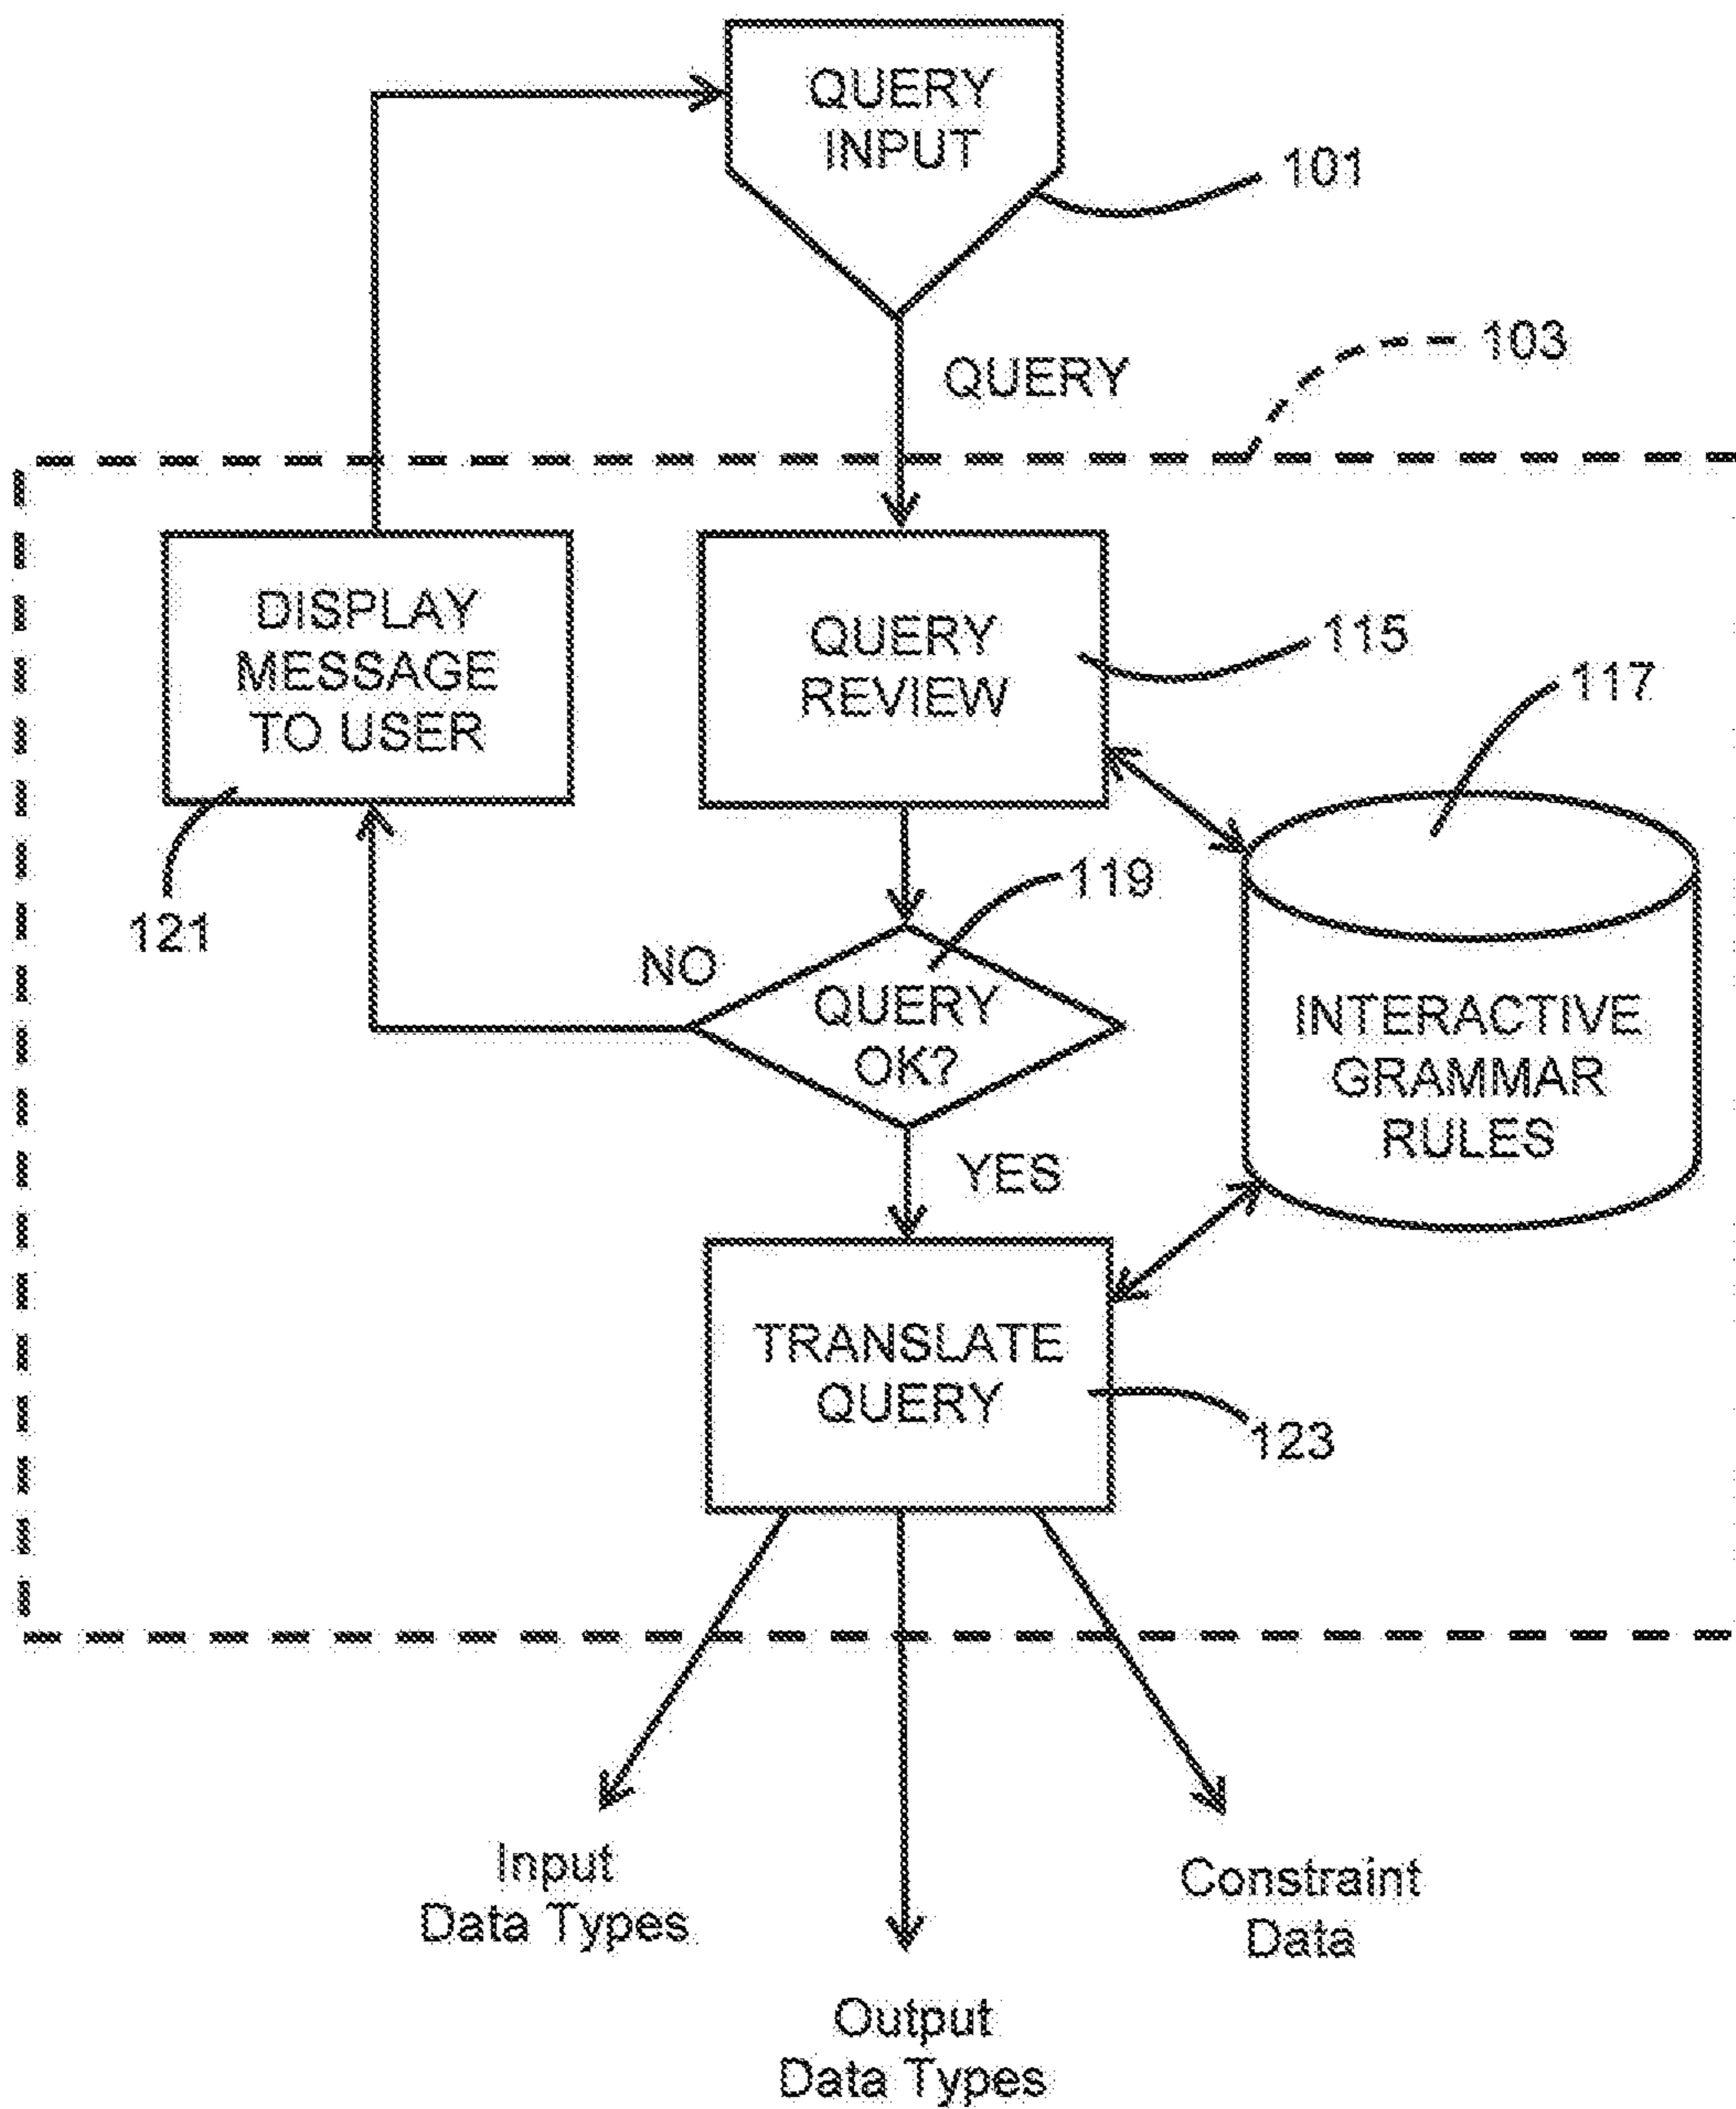 QUERY
INPUT
101
QUERY
103
DISPLAY
MESSAGE
TO USER
QUERY
REVIEW
115
117
121
119
NO
QUERY
OK?
INTERACTIVE
GRAMMAR
RULES
YES
TRANSLATE
QUERY
123
Input
Data Types
Constraint
Data
Output
Data Types